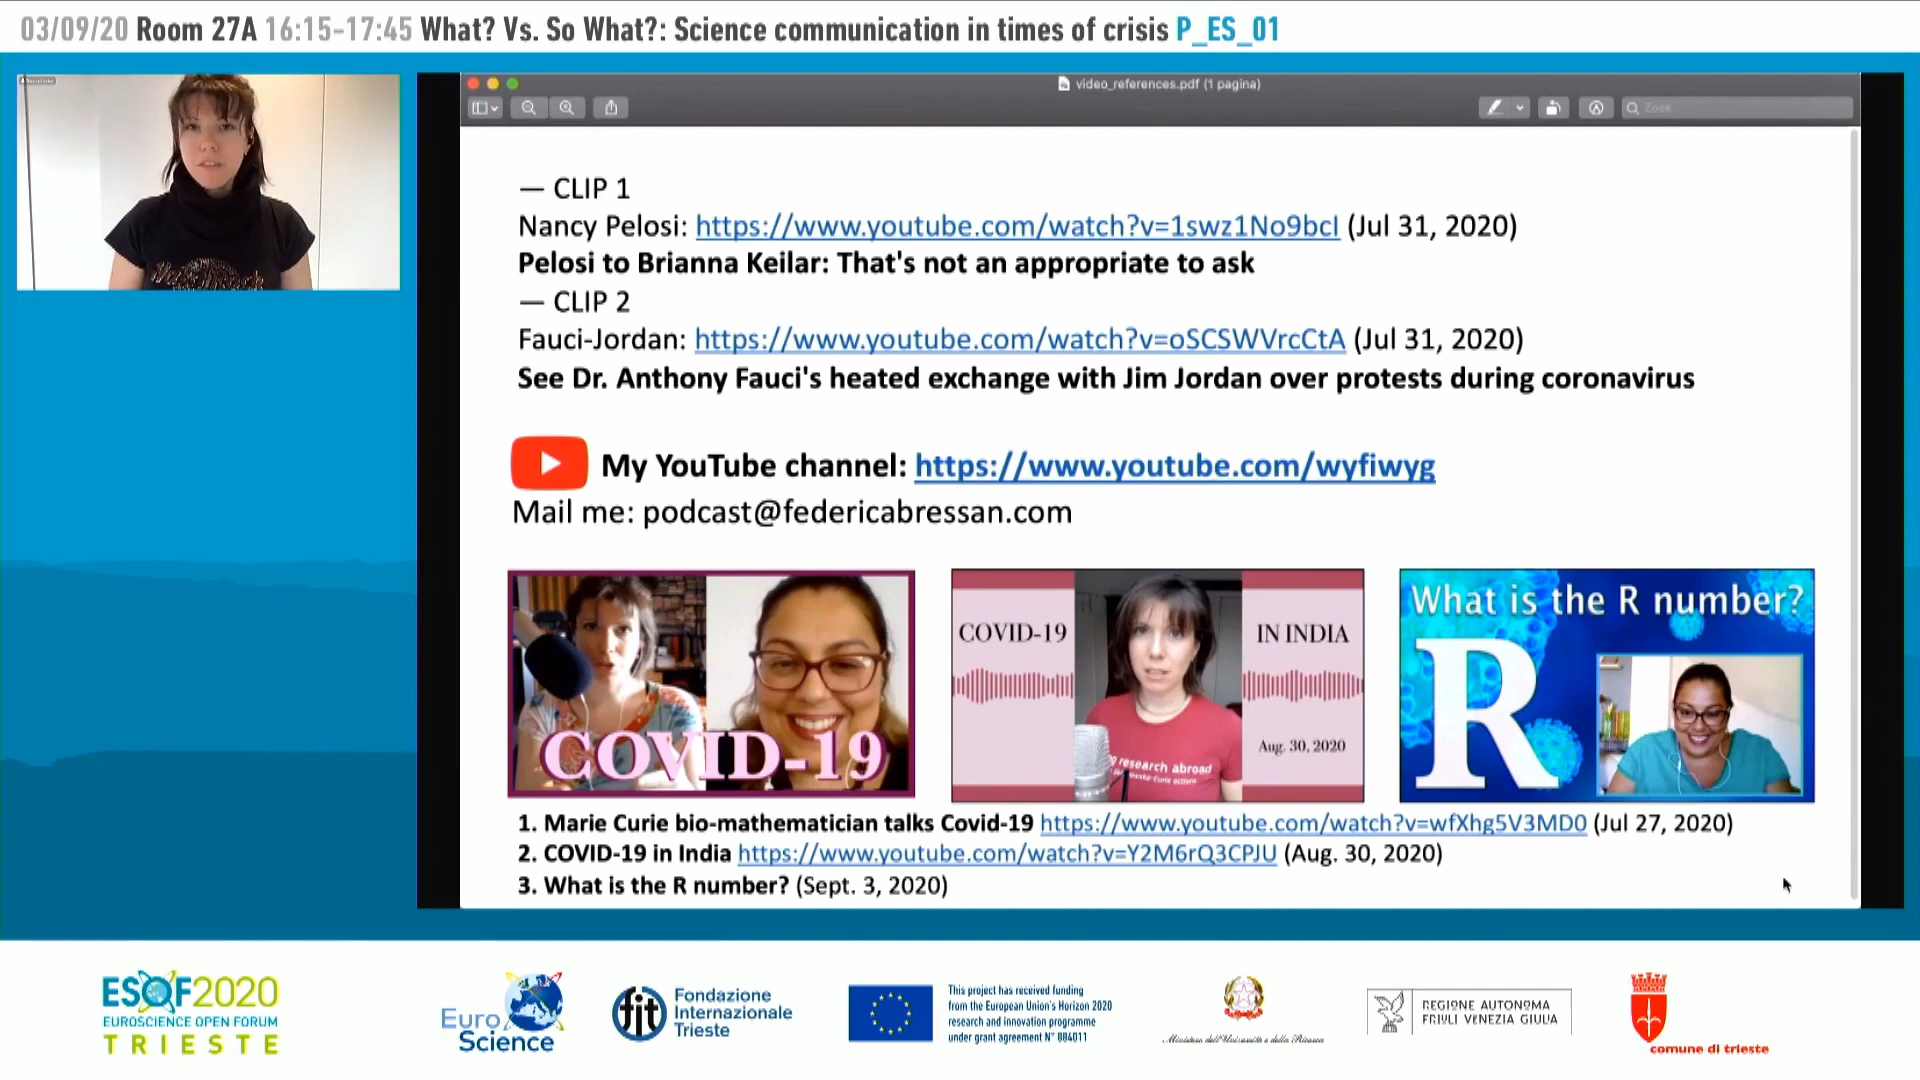 03/09/20 Room 27A 16:15-17:45 What? Vs. So What?: Science communication in times of crisis P_ES_01
video_references.pdf (1 pagina)
Zoek
— CLIP 1
Nancy Pelosi: https://www.youtube.com/watch?v=1swz1No9bcI (Jul 31, 2020)
Pelosi to Brianna Keilar: That's not an appropriate to ask
— CLIP 2
Fauci-Jordan: https://www.youtube.com/watch?v=oSCSWVrcCtA (Jul 31, 2020)
See Dr. Anthony Fauci's heated exchange with Jim Jordan over protests during coronavirus
My YouTube channel: https://www.youtube.com/wyfiwyg
Mail me: podcast@federicabressan.com
COVID-19
COVID-19 IN INDIA
Aug. 30, 2020
research abroad
What is the R number?
R
1. Marie Curie bio-mathematician talks Covid-19 https://www.youtube.com/watch?v=wfXhg5V3MD0 (Jul 27, 2020)
2. COVID-19 in India https://www.youtube.com/watch?v=Y2M6rQ3CPJU (Aug. 30, 2020)
3. What is the R number? (Sept. 3, 2020)
ESOF2020
EUROSCIENCE OPEN FORUM
TRIESTE
Euro
Science
fit
Fondazione
Internazionale
Trieste
This project has received funding
from the European Union's Horizon 2020
research and innovation programme
under grant agreement N° 884011
Ministero dell'Università e della Ricerca
REGIONE AUTONOMA
FRIULI VENEZIA GIULIA
comune di trieste